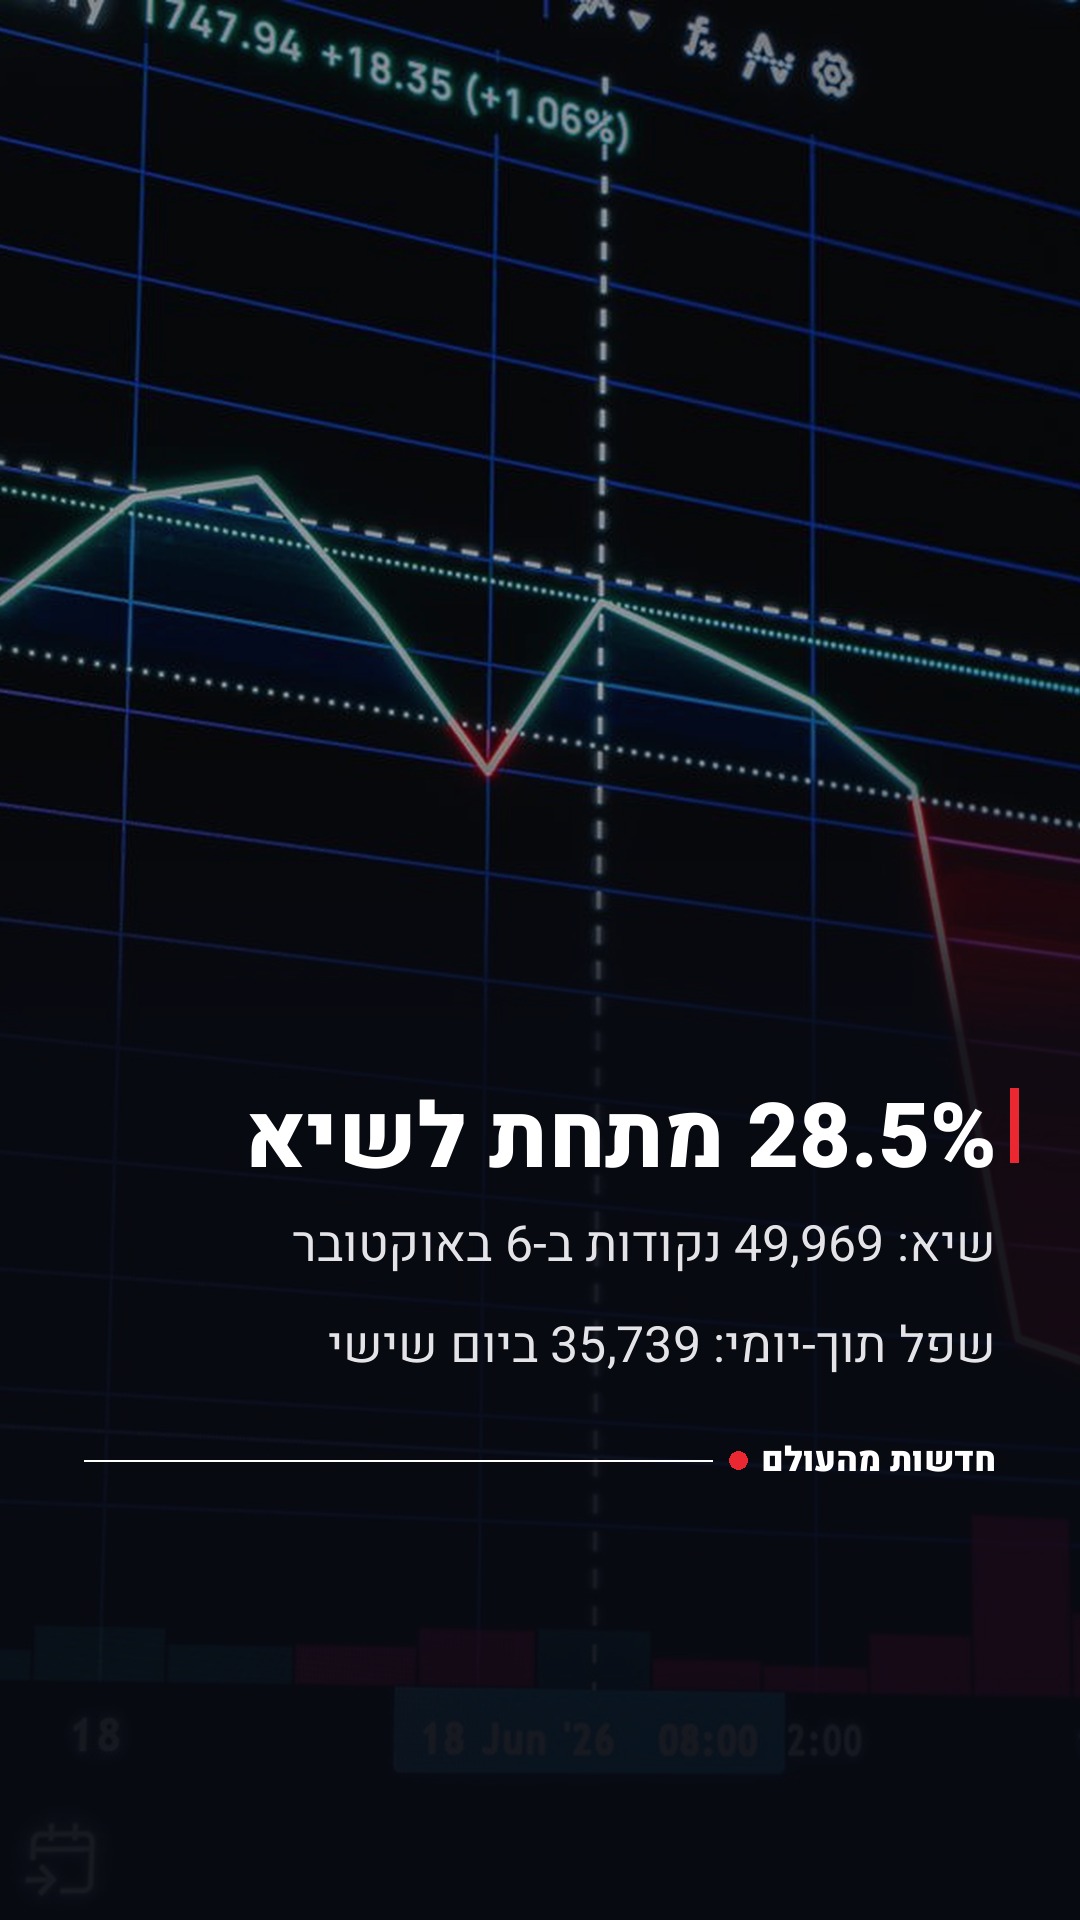 1747.94 +18.35 (+1.06%)
28.5% מתחת לשיא
שיא: 49,969 נקודות ב-6 באוקטובר
שפל תוך-יומי: 35,739 ביום שישי
חדשות מהעולם
18
18 Jun '26 08:00
2:00